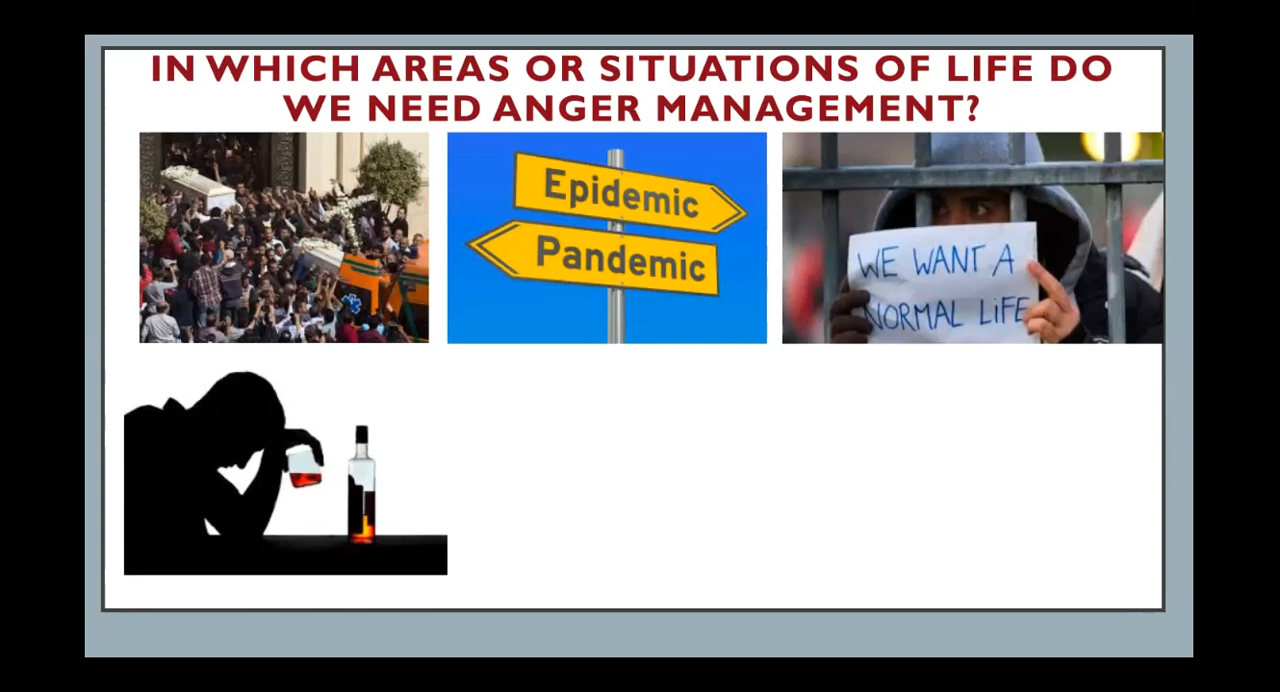 IN WHICH AREAS OR SITUATIONS OF LIFE DO
WE NEED ANGER MANAGEMENT?
Epidemic
Pandemic
WE WANT A
NORMAL LIFE